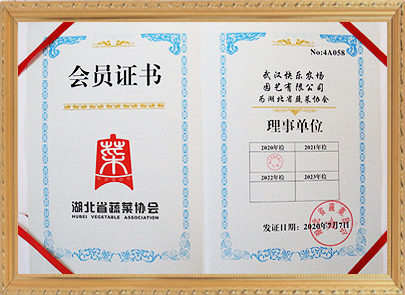 会员证书
菜
湖北省蔬菜协会
HUBEI VEGETABLE ASSOCIATION
No:4A058
武汉快乐农场
园艺有限公司
为湖北省蔬菜协会
理事单位
2020年检 2021年检
2022年检 2023年检
发证日期:2020年7月7日